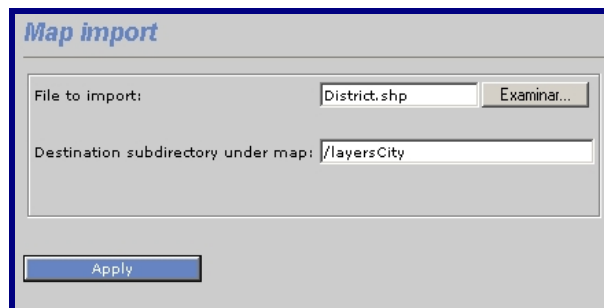 Map import
File to import: District.shp Examinar...
Destination subdirectory under map: /layersCity
Apply